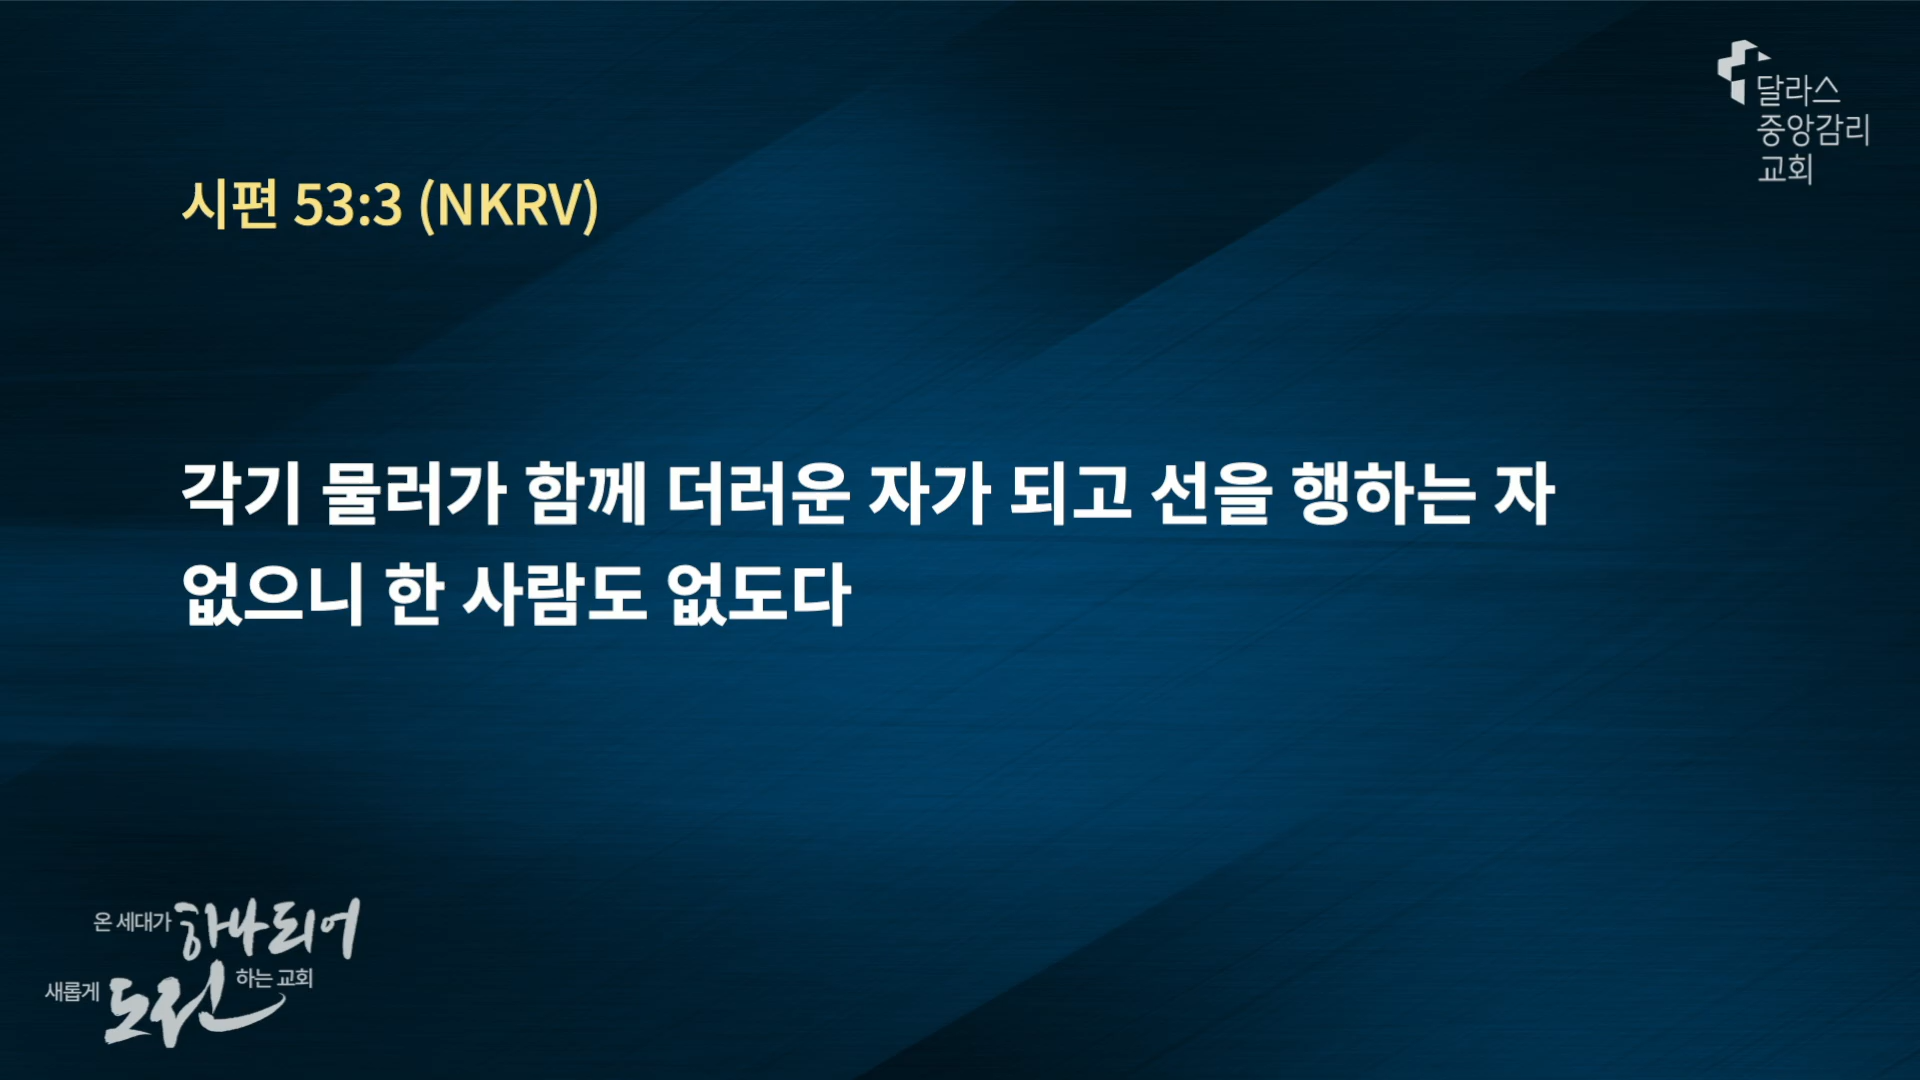 달라스
중앙감리
교회
시편 53:3 (NKRV)
각기 물러가 함께 더러운 자가 되고 선을 행하는 자
없으니 한 사람도 없도다
온 세대가 하나되어
새롭게 도전 하는 교회